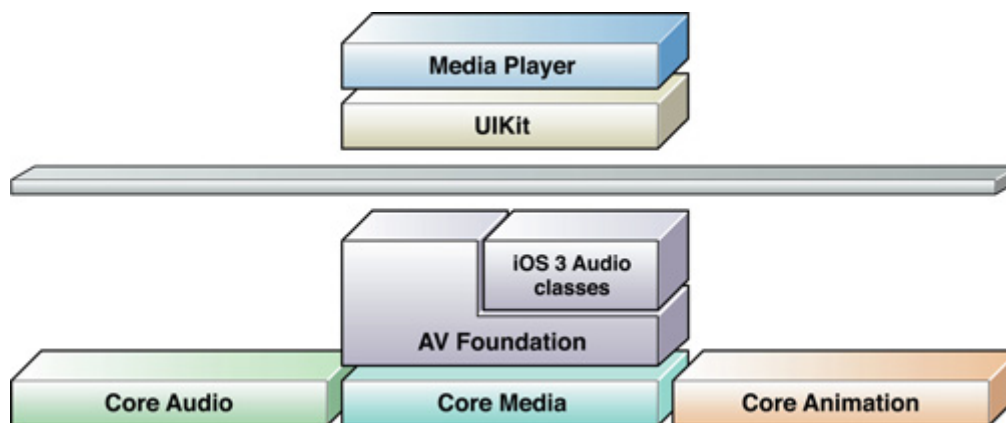 Media Player
UIKit
iOS 3 Audio
classes
AV Foundation
Core Audio
Core Media
Core Animation